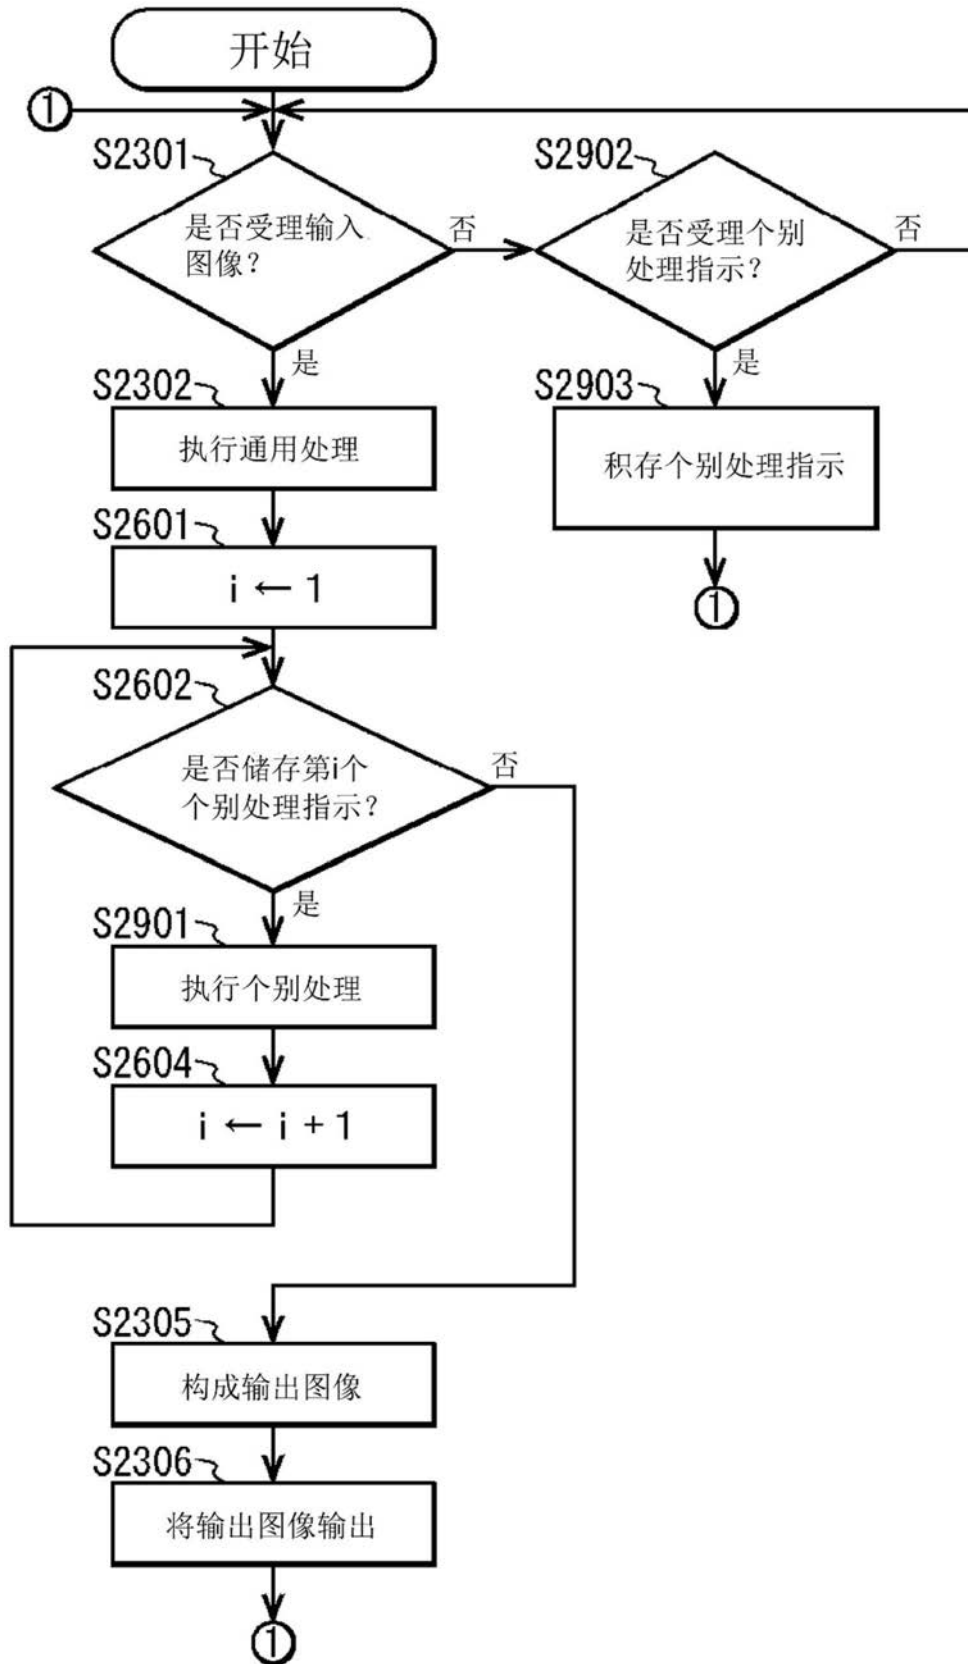 开始
①
S2301
是否受理输入
图像?
否
是
S2902
是否受理个别
处理指示?
否
是
S2302
执行通用处理
S2903
积存个别处理指示
①
S2601
i ← 1
S2602
是否储存第i个
个别处理指示?
否
是
S2901
执行个别处理
S2604
i ← i + 1
S2305
构成输出图像
S2306
将输出图像输出
①